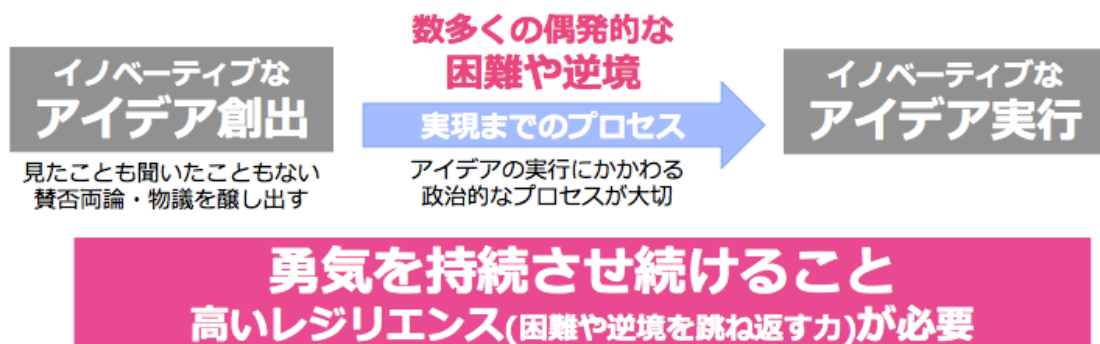 イノベーティブな
アイデア創出
見たことも聞いたこともない
賛否両論・物議を醸し出す
数多くの偶発的な
困難や逆境
実現までのプロセス
アイデアの実行にかかわる
政治的なプロセスが大切
イノベーティブな
アイデア実行
勇気を持続させ続けること
高いレジリエンス(困難や逆境を跳ね返す力)が必要